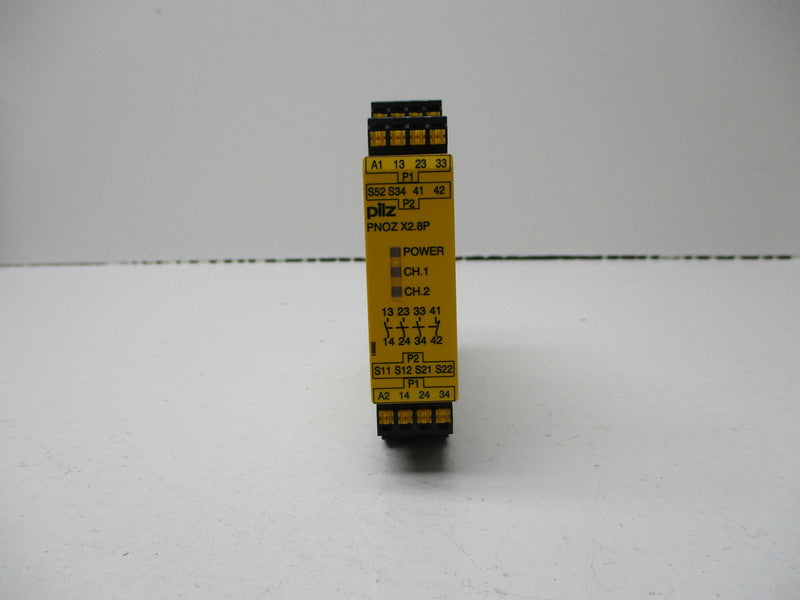 A1 13 23 33
P1
S52 S34 41 42
P2
pilz
PNOZ X2.8P
POWER
CH.1
CH.2
13 23 33 41
14 24 34 42
P2
S11 S12 S21 S22
P1
A2 14 24 34